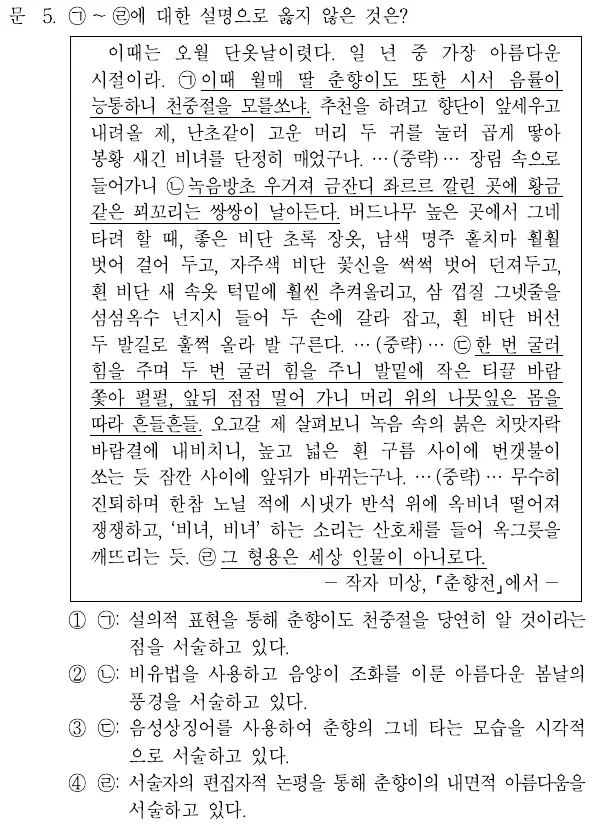 문 5. ㉠ ~ ㉣에 대한 설명으로 옳지 않은 것은?
이때는 오월 단옷날이렷다. 일 년 중 가장 아름다운
시절이라. ㉠ 이때 월매 딸 춘향이도 또한 시서 음률이
능통하니 천중절을 모를쏘냐. 추천을 하려고 향단이 앞세우고
내려올 제, 난초같이 고운 머리 두 귀를 눌러 곱게 땋아
봉황 새긴 비녀를 단정히 매었구나. …(중략)… 장림 속으로
들어가니 ㉡ 녹음방초 우거져 금잔디 좌르르 깔린 곳에 황금
같은 꾀꼬리는 쌍쌍이 날아든다. 버드나무 높은 곳에서 그네
타려 할 때, 좋은 비단 초록 장옷, 남색 명주 홑치마 훨훨
벗어 걸어 두고, 자주색 비단 꽃신을 썩썩 벗어 던져두고,
흰 비단 새 속옷 턱밑에 훨씬 추켜올리고, 삼 껍질 그넷줄을
섬섬옥수 넌지시 들어 두 손에 갈라 잡고, 흰 비단 버선
두 발길로 훌쩍 올라 발 구른다. …(중략)… ㉢ 한 번 굴러
힘을 주며 두 번 굴러 힘을 주니 발밑에 작은 티끌 바람
쫓아 펄펄, 앞뒤 점점 멀어 가니 머리 위의 나뭇잎은 몸을
따라 흔들흔들. 오고갈 제 살펴보니 녹음 속의 붉은 치맛자락
바람결에 내비치니, 높고 넓은 흰 구름 사이에 번갯불이
쏘는 듯 잠깐 사이에 앞뒤가 바뀌는구나. …(중략)… 무수히
진퇴하며 한참 노닐 적에 시냇가 반석 위에 옥비녀 떨어져
쟁쟁하고, ‘비녀, 비녀’ 하는 소리는 산호채를 들어 옥그릇을
깨뜨리는 듯. ㉣ 그 형용은 세상 인물이 아니로다.
– 작자 미상, 「춘향전」에서 –
① ㉠: 설의적 표현을 통해 춘향이도 천중절을 당연히 알 것이라는
점을 서술하고 있다.
② ㉡: 비유법을 사용하고 음양이 조화를 이룬 아름다운 봄날의
풍경을 서술하고 있다.
③ ㉢: 음성상징어를 사용하여 춘향의 그네 타는 모습을 시각적
으로 서술하고 있다.
④ ㉣: 서술자의 편집자적 논평을 통해 춘향이의 내면적 아름다움을
서술하고 있다.